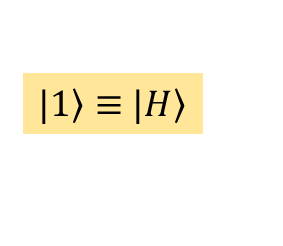 |1⟩ ≡ |H⟩